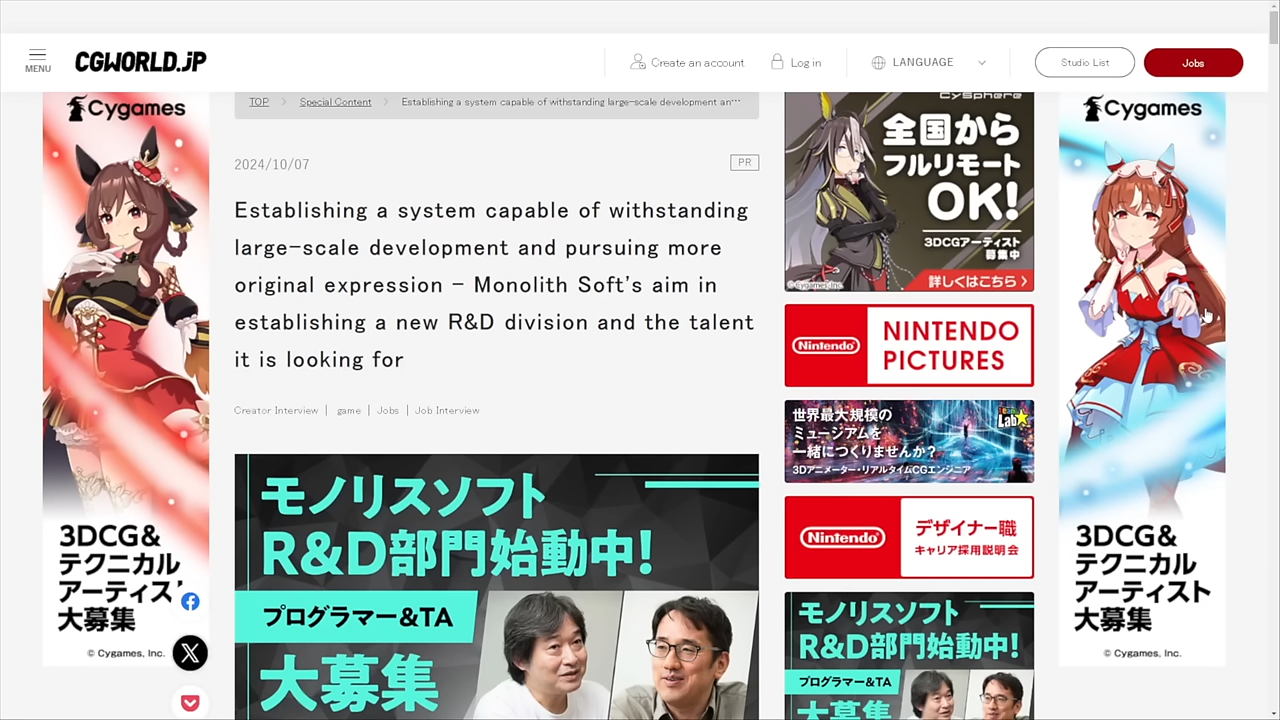 MENU
CGWORLD.JP
Create an account
Log in
LANGUAGE
Studio List
Jobs
Cygames
3DCG&
テクニカル
アーティス
大募集
© Cygames, Inc.
TOP
Special Content
Establishing a system capable of withstanding large-scale development an…
2024/10/07
PR
Establishing a system capable of withstanding
large-scale development and pursuing more
original expression – Monolith Soft's aim in
establishing a new R&D division and the talent
it is looking for
Creator Interview | game | Jobs | Job Interview
モノリスソフト
R&D部門始動中!
プログラマー&TA
大募集
CySphere
全国から
フルリモート
OK!
3DCGアーティスト
募集中
詳しくはこちら
© Cygames, Inc.
Nintendo
NINTENDO
PICTURES
世界最大規模の
ミュージアムを
一緒につくりませんか?
3Dアニメーター・リアルタイムCGエンジニア
teamLab
Nintendo
デザイナー職
キャリア採用説明会
モノリスソフト
R&D部門始動中!
プログラマー&TA
大募集
Cygames
3DCG&
テクニカル
アーティスト
大募集
© Cygames, Inc.